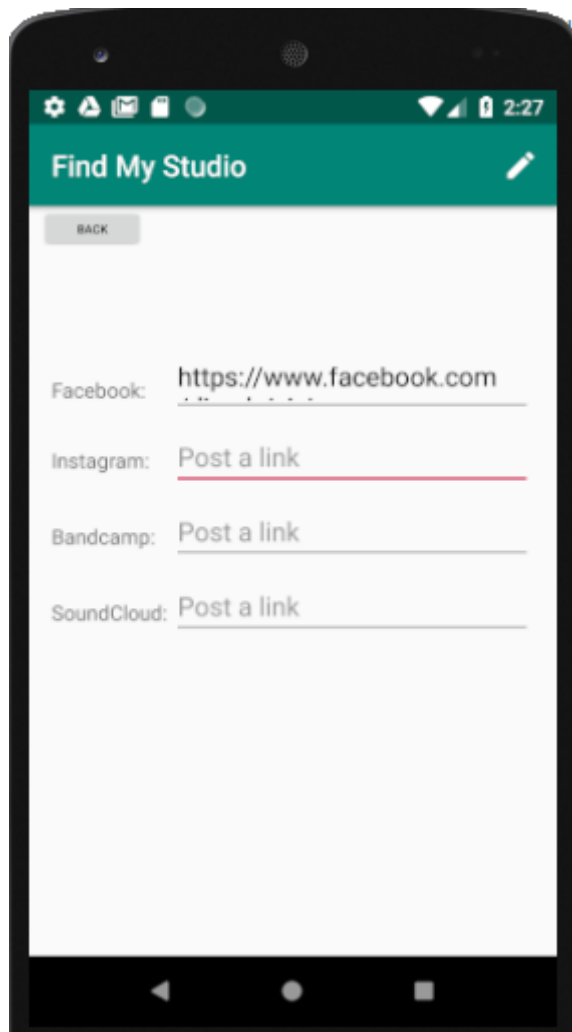 2:27
Find My Studio
BACK
Facebook: https://www.facebook.com
Instagram: Post a link
Bandcamp: Post a link
SoundCloud: Post a link